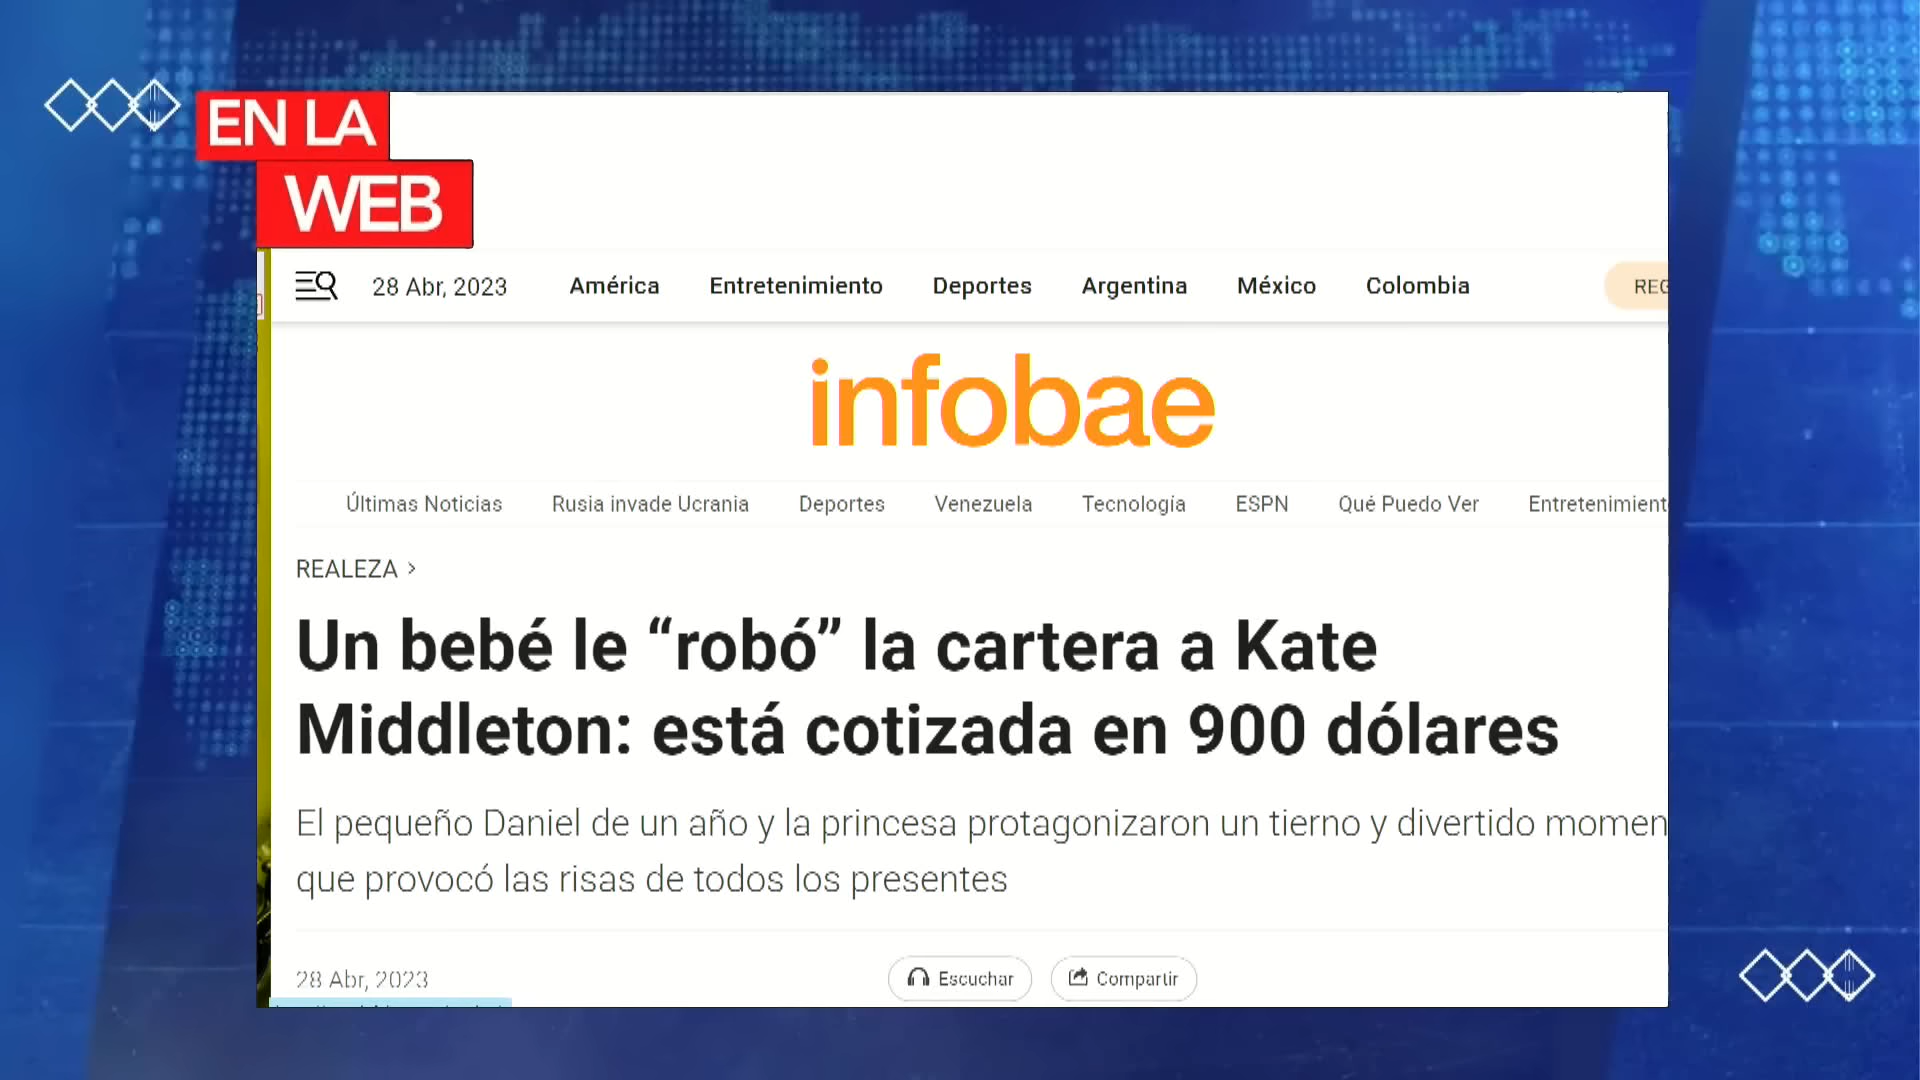 EN LA
WEB
28 Abr, 2023 América Entretenimiento Deportes Argentina México Colombia REG
infobae
Últimas Noticias Rusia invade Ucrania Deportes Venezuela Tecnología ESPN Qué Puedo Ver Entretenimient
REALEZA >
Un bebé le “robó” la cartera a Kate
Middleton: está cotizada en 900 dólares
El pequeño Daniel de un año y la princesa protagonizaron un tierno y divertido momen
que provocó las risas de todos los presentes
28 Abr, 2023 Escuchar Compartir